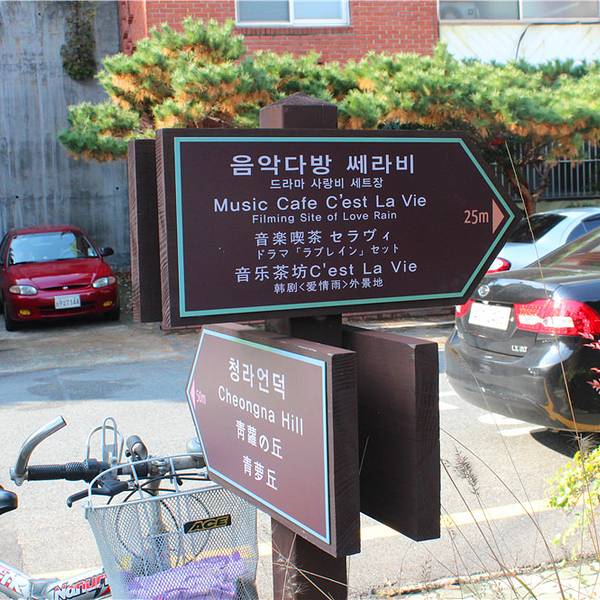 음악다방 쎄라비
드라마 사랑비 세트장
Music Cafe C'est La Vie
Filming Site of Love Rain
音楽喫茶 セラヴィ
ドラマ「ラブレイン」セット
音乐茶坊C'est La Vie
韩剧<爱情雨>外景地
25m
청라언덕
Cheongna Hill
青蘿の丘
青萝丘
50m
ACE